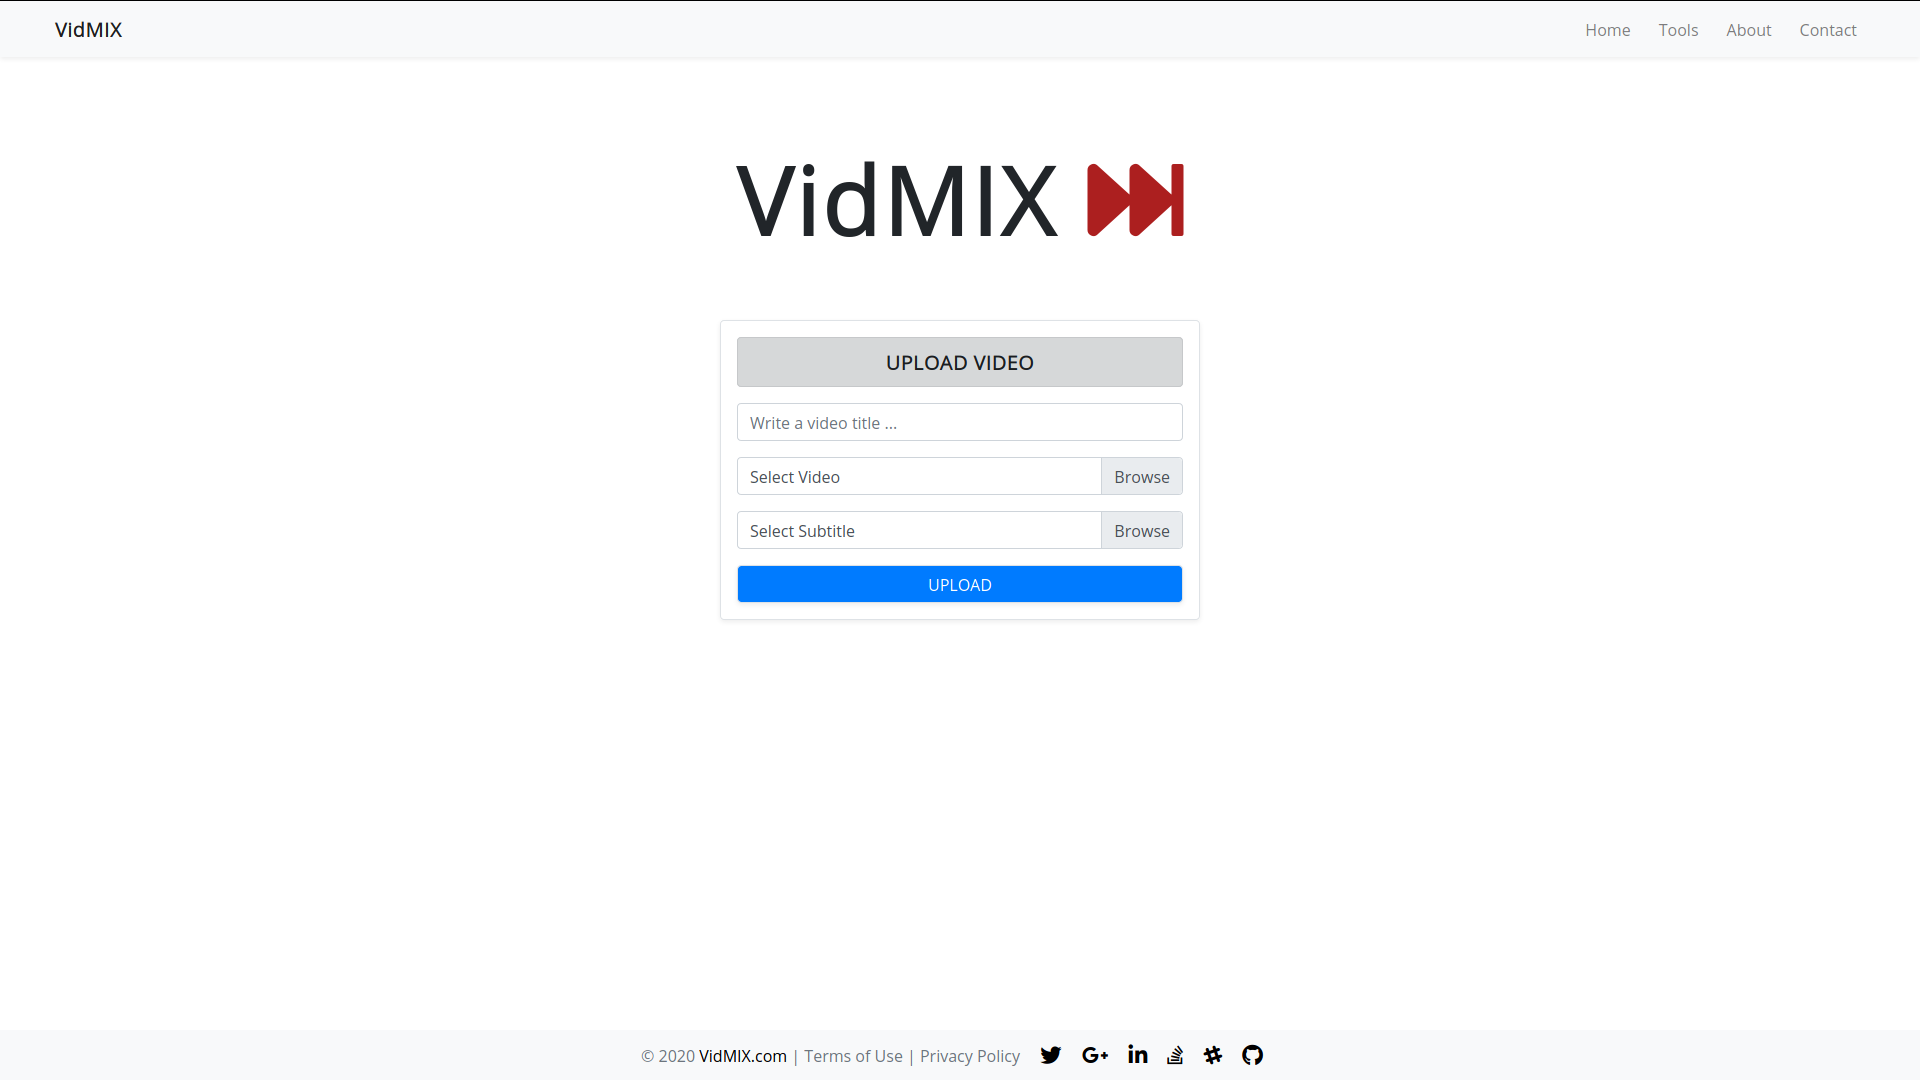 VidMIX Home Tools About Contact
VidMIX
UPLOAD VIDEO
Write a video title ...
Select Video Browse
Select Subtitle Browse
UPLOAD
© 2020 VidMIX.com | Terms of Use | Privacy Policy